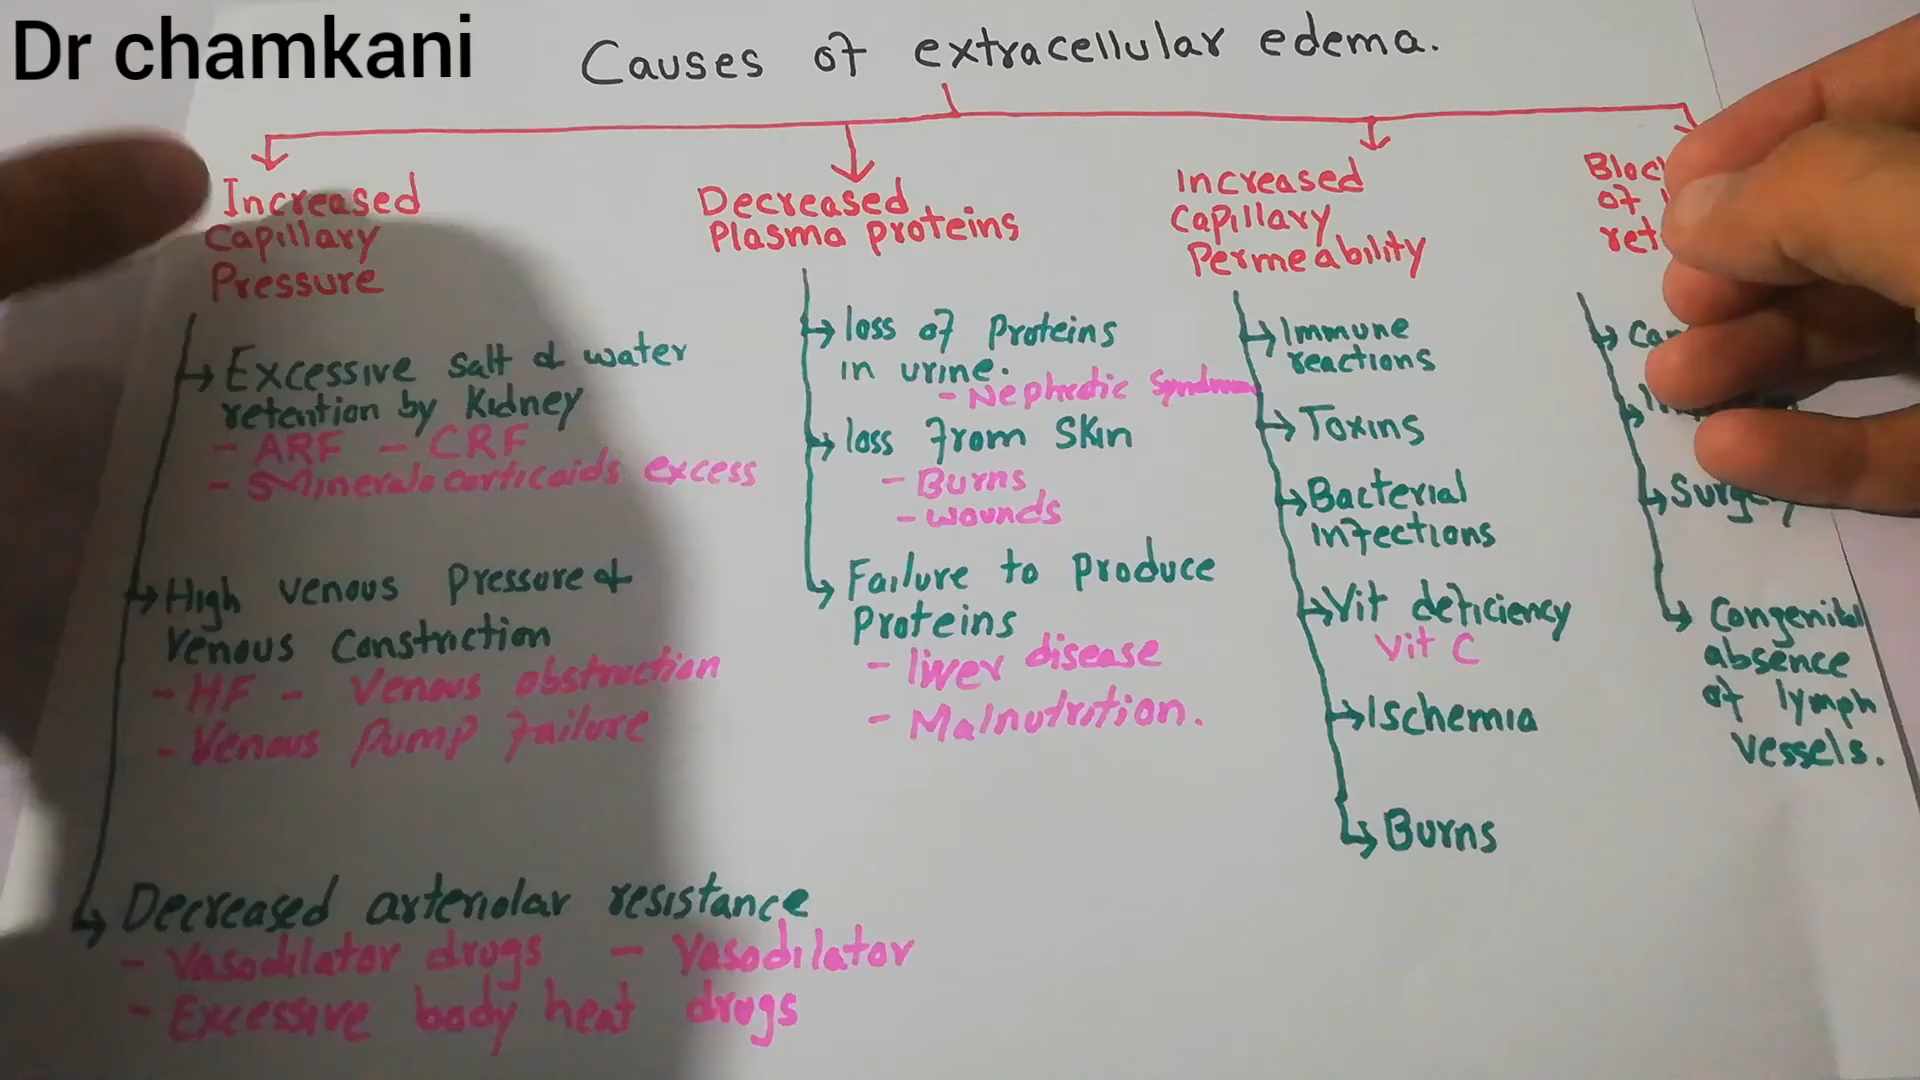 Dr chamkani
Causes of extracellular edema.
Increased
Capillary
Pressure
Excessive salt & water
retention by Kidney
- ARF - CRF
- Mineralocorticoids excess
High venous Pressure &
Venous Constriction
- HF - Venous obstruction
- Venous Pump Failure
Decreased arteriolar resistance
- Vasodilator drugs - Vasodilator
- Excessive body heat drugs
Decreased
Plasma proteins
loss of Proteins
in urine.
- Nephrotic Syndrome
loss from Skin
- Burns
- wounds
Failure to produce
Proteins
- liver disease
- Malnutrition.
Increased
Capillary
Permeability
Immune
reactions
Toxins
Bacterial
Infections
Vit deficiency
Vit C
Ischemia
Burns
of
Surgery
Congenital
absence
of lymph
vessels.